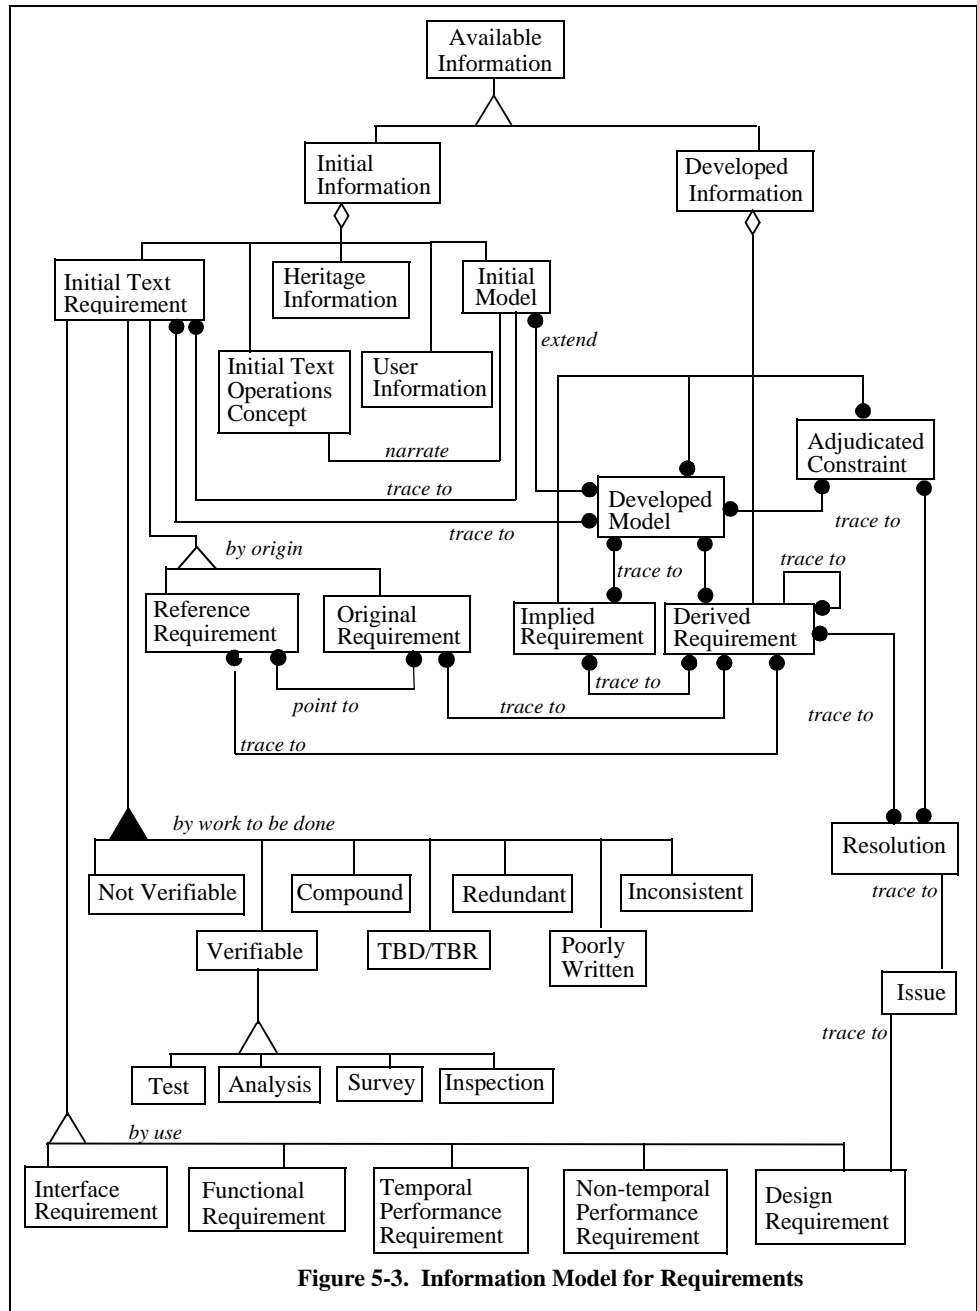 Available
Information
Initial
Information
Developed
Information
Initial Text
Requirement
Heritage
Information
Initial
Model
extend
Initial Text
Operations
Concept
User
Information
Adjudicated
Constraint
narrate
trace to
Developed
Model
trace to
trace to
by origin
trace to
trace to
Reference
Requirement
Original
Requirement
Implied
Requirement
Derived
Requirement
trace to
point to
trace to
trace to
trace to
by work to be done
Resolution
Not Verifiable
Compound
Redundant
Inconsistent
trace to
Verifiable
TBD/TBR
Poorly
Written
Issue
trace to
Test
Analysis
Survey
Inspection
by use
Interface
Requirement
Functional
Requirement
Temporal
Performance
Requirement
Non-temporal
Performance
Requirement
Design
Requirement
Figure 5-3. Information Model for Requirements